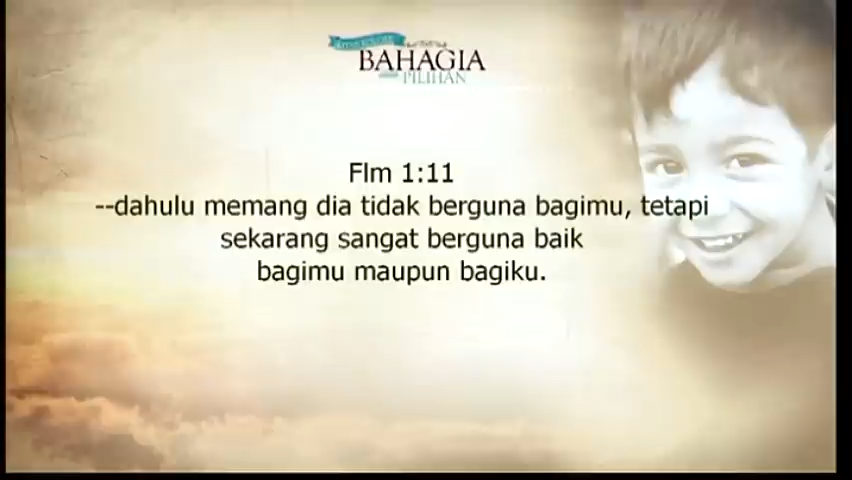 BAHAGIA
PILIHAN
Flm 1:11
--dahulu memang dia tidak berguna bagimu, tetapi
sekarang sangat berguna baik
bagimu maupun bagiku.